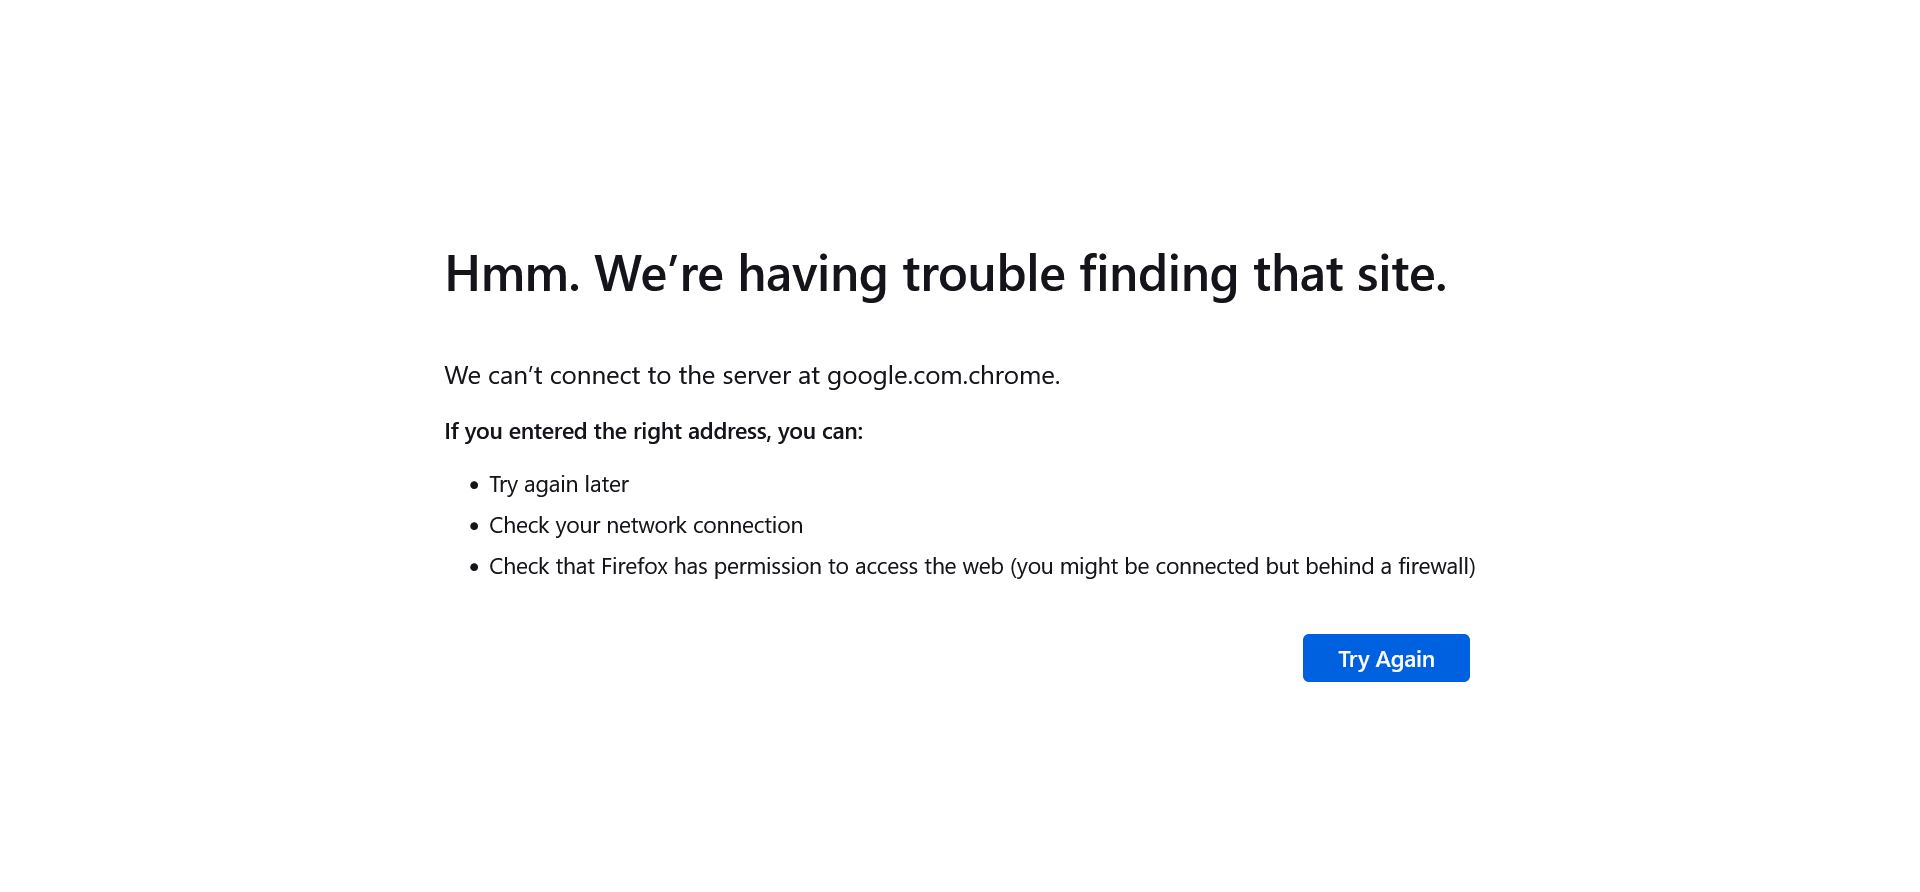 Hmm. We’re having trouble finding that site.
We can’t connect to the server at google.com.chrome.
If you entered the right address, you can:
• Try again later
• Check your network connection
• Check that Firefox has permission to access the web (you might be connected but behind a firewall)
Try Again